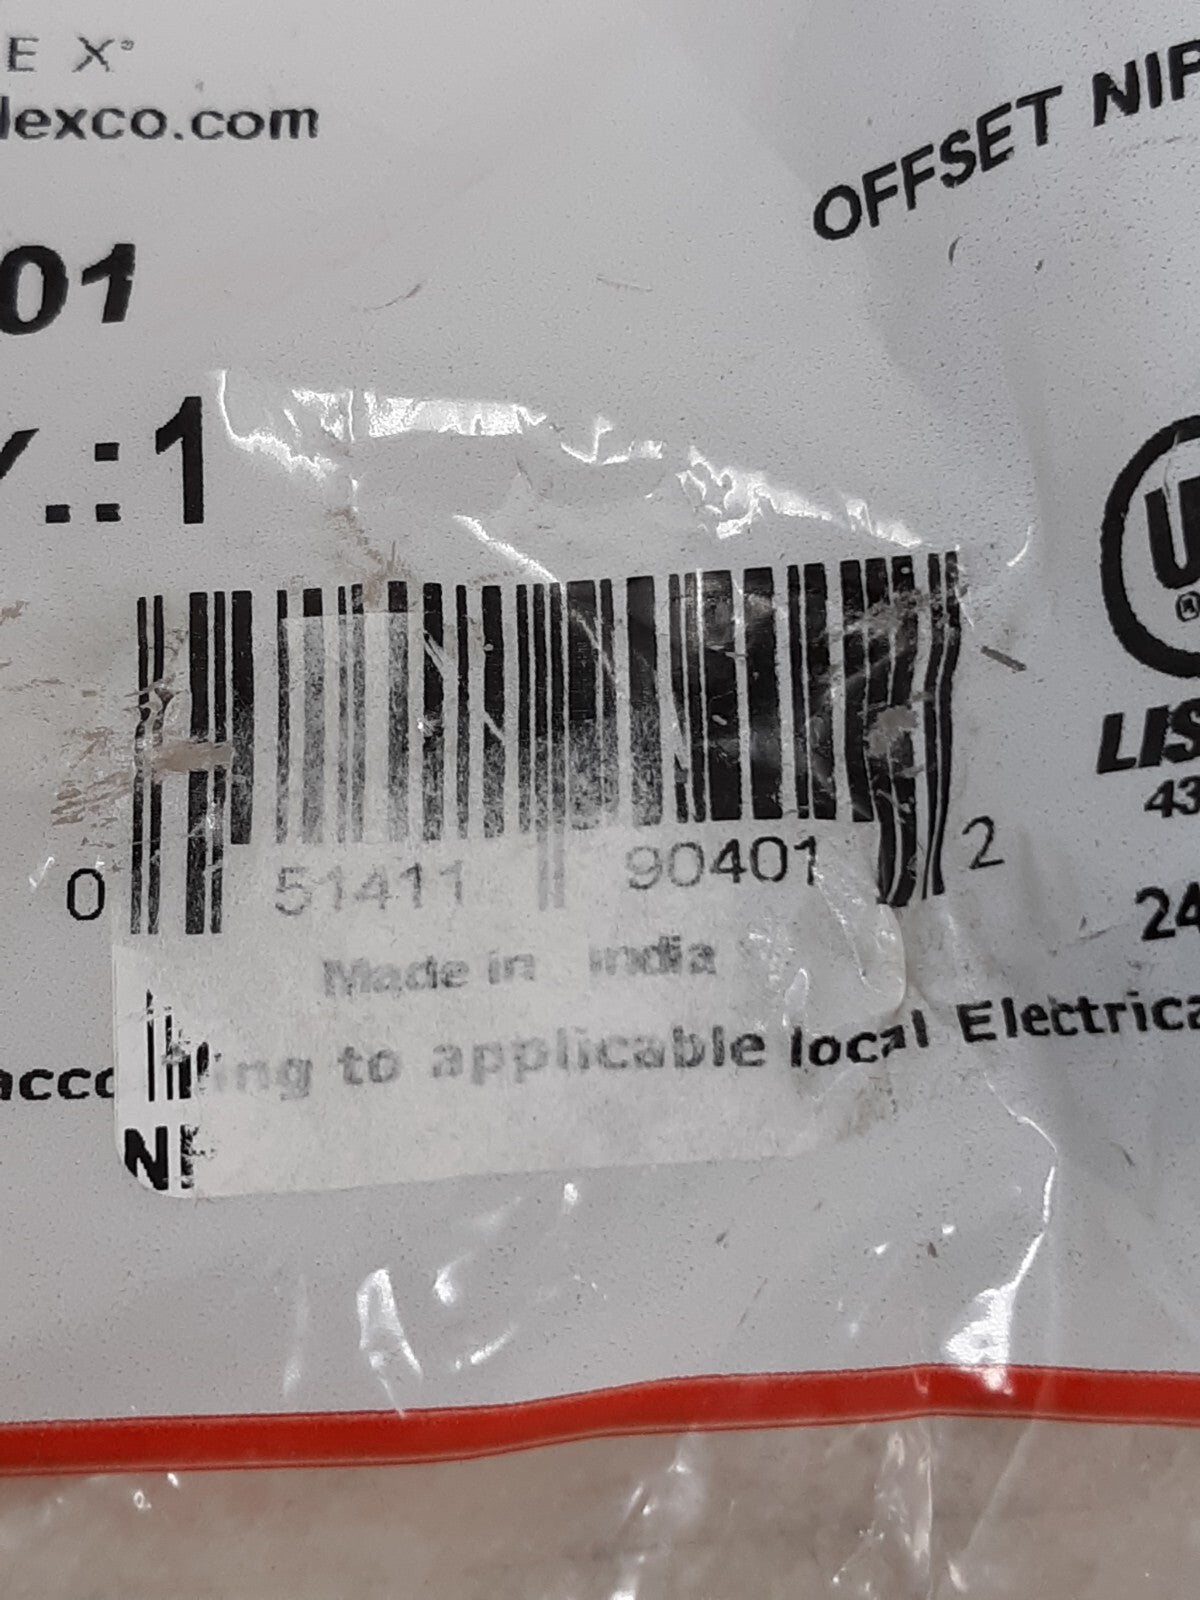 E X®
lexco.com
OFFSET NIP
01
Y.:1
U
®
LIS
43
0 51411 90401 2
24
Made in India
acco ing to applicable local Electrica
N